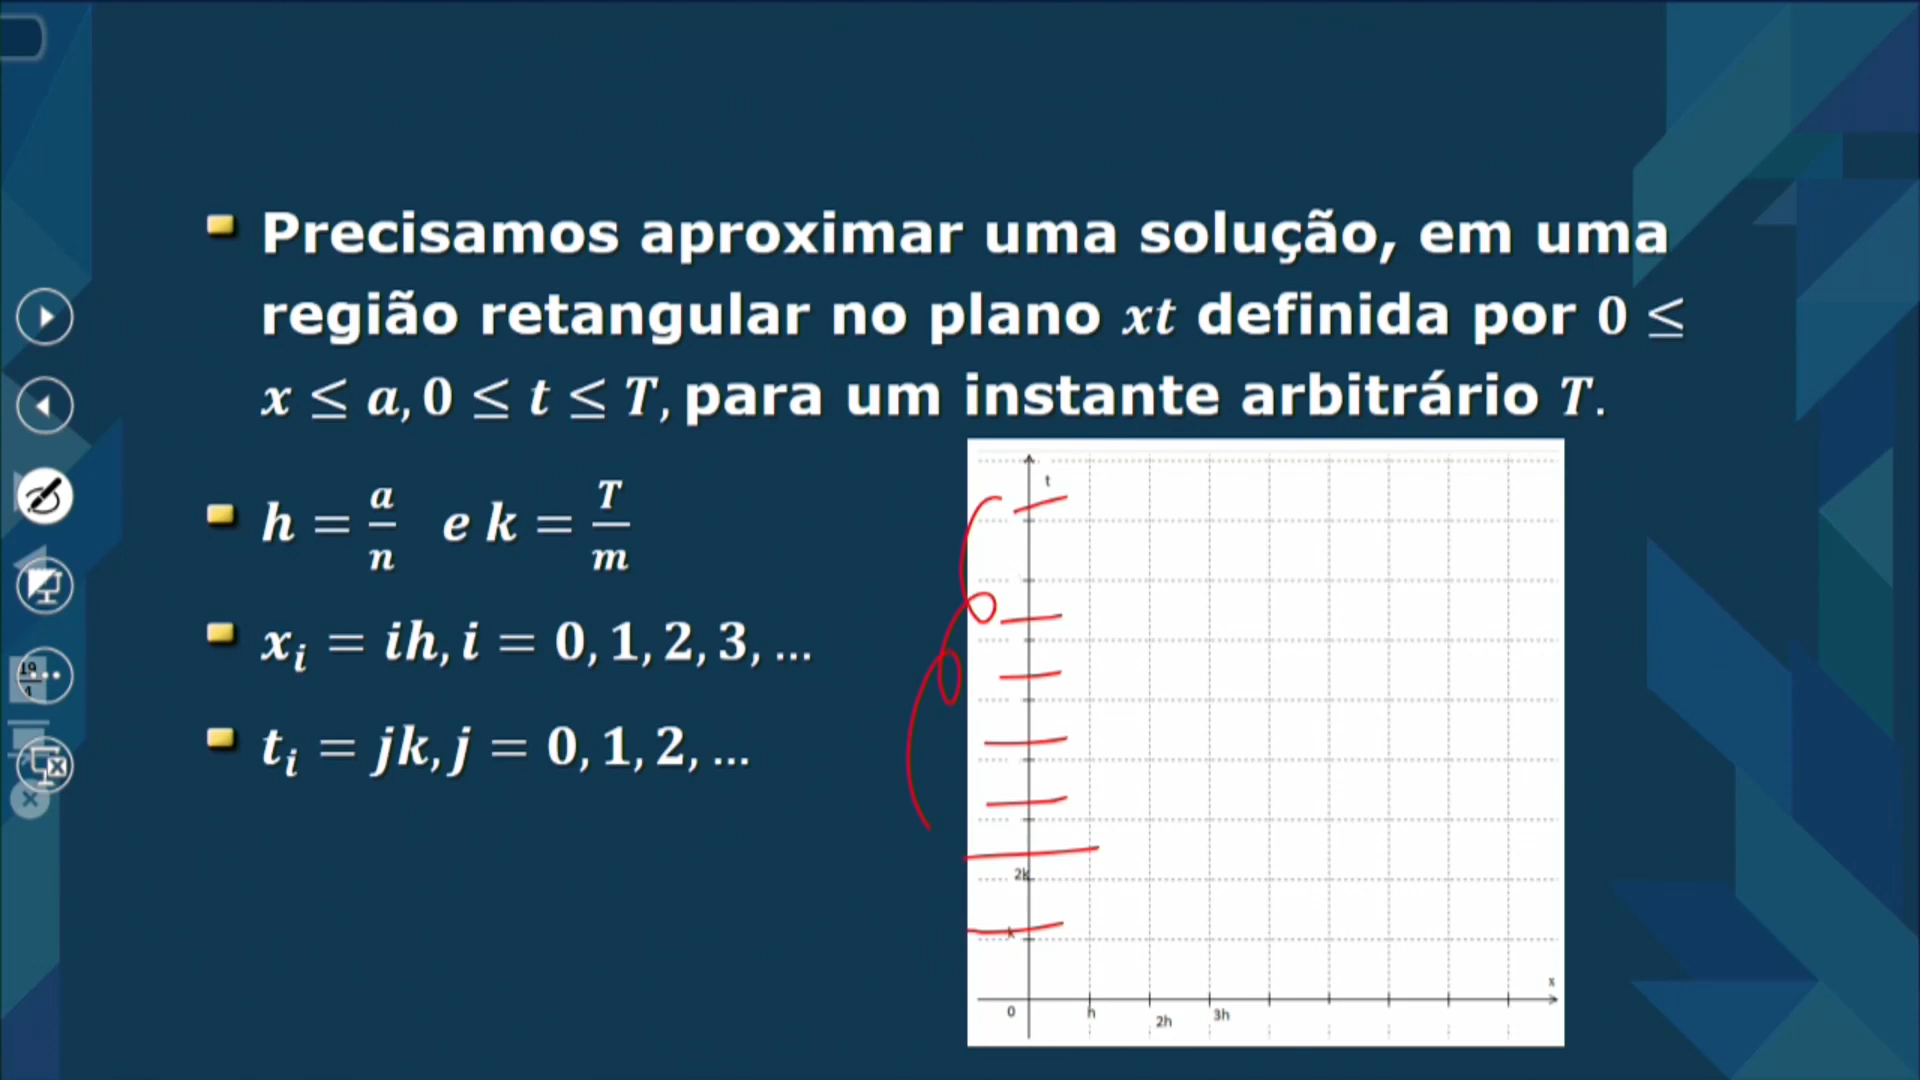 Precisamos aproximar uma solução, em uma
região retangular no plano xt definida por 0 ≤
x ≤ a, 0 ≤ t ≤ T, para um instante arbitrário T.
h = a/n e k = T/m
x_i = ih, i = 0, 1, 2, 3, ...
t_i = jk, j = 0, 1, 2, ...
t
2k
k
x
0
h
2h
3h